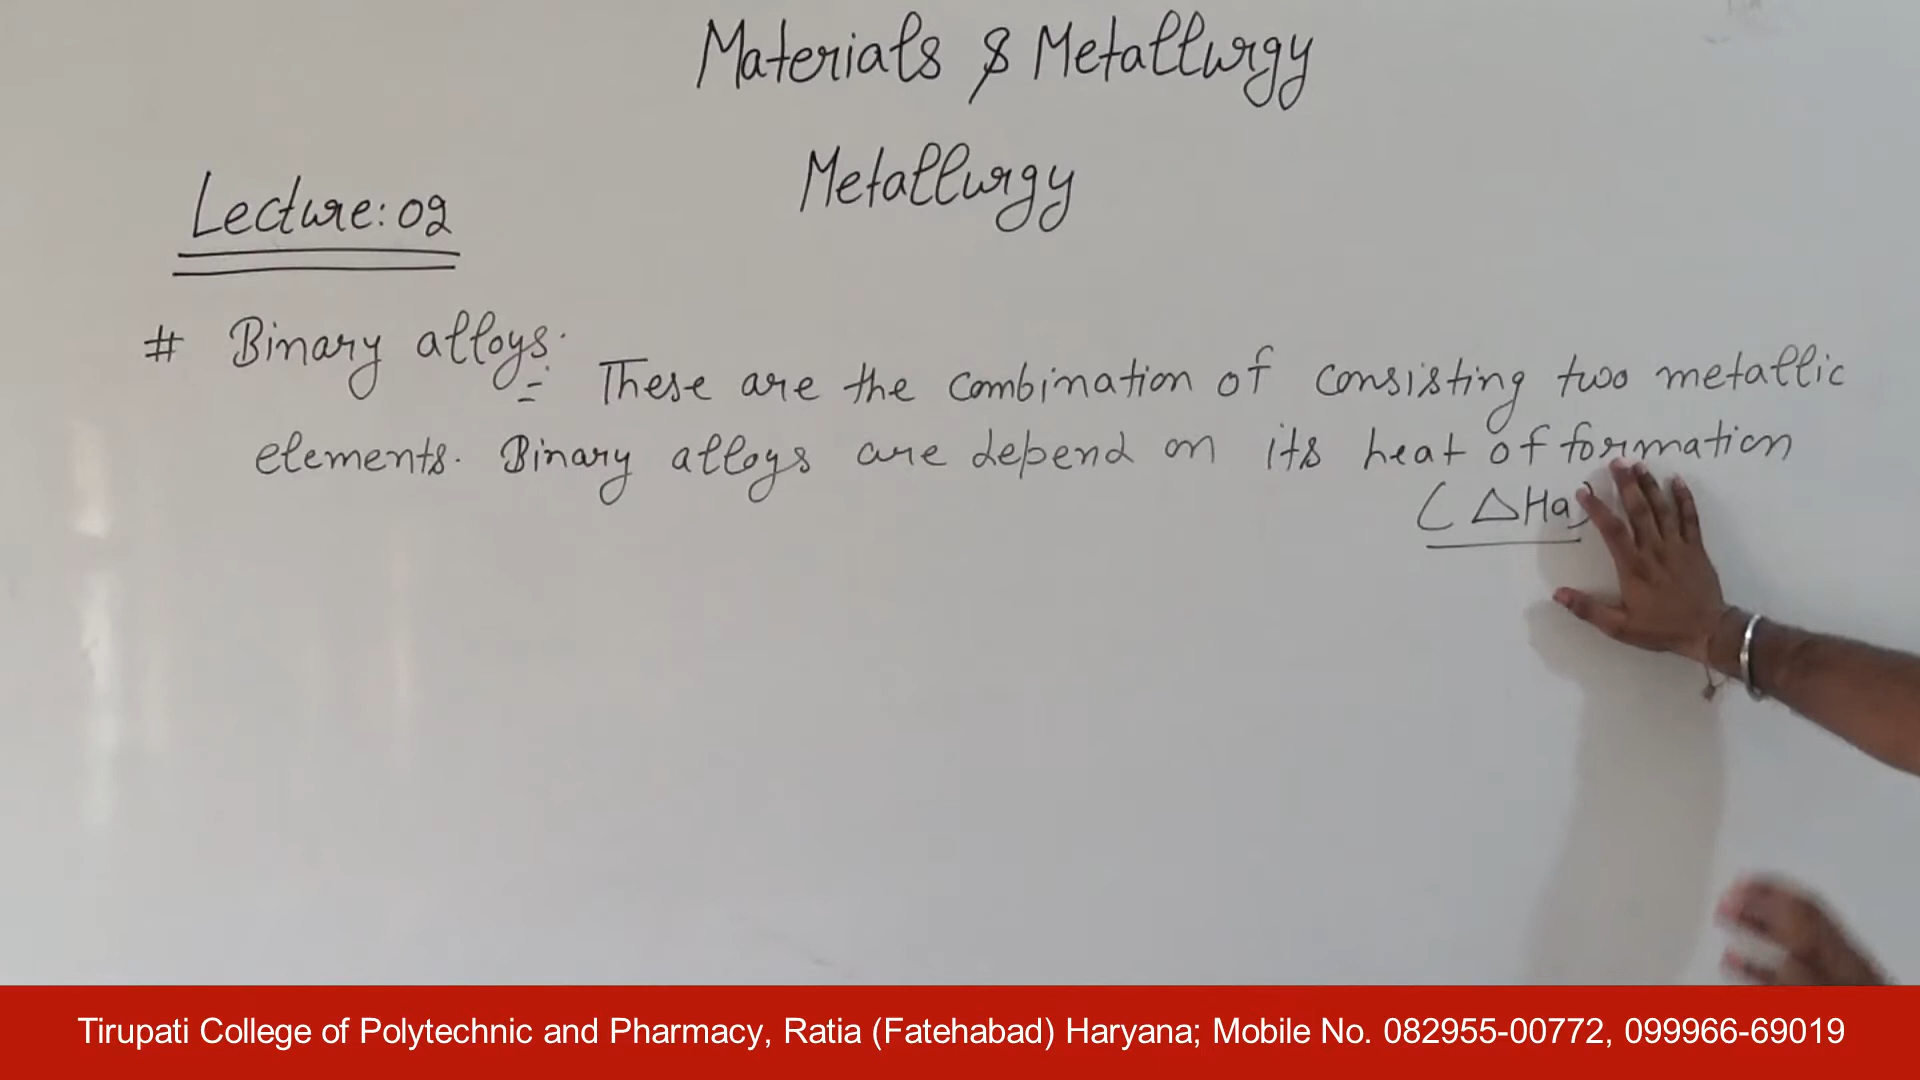 Materials & Metallurgy
Metallurgy
Lecture: 02
# Binary alloys:- These are the combination of consisting two metallic
elements. Binary alloys are depend on its heat of formation
(ΔHa)
Tirupati College of Polytechnic and Pharmacy, Ratia (Fatehabad) Haryana; Mobile No. 082955-00772, 099966-69019